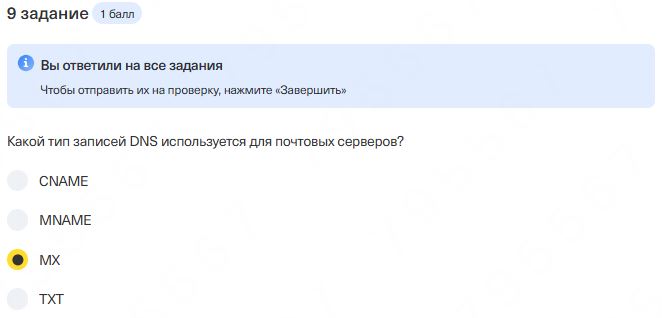 9 задание 1 балл
Вы ответили на все задания
Чтобы отправить их на проверку, нажмите «Завершить»
Какой тип записей DNS используется для почтовых серверов?
CNAME
MNAME
MX
TXT